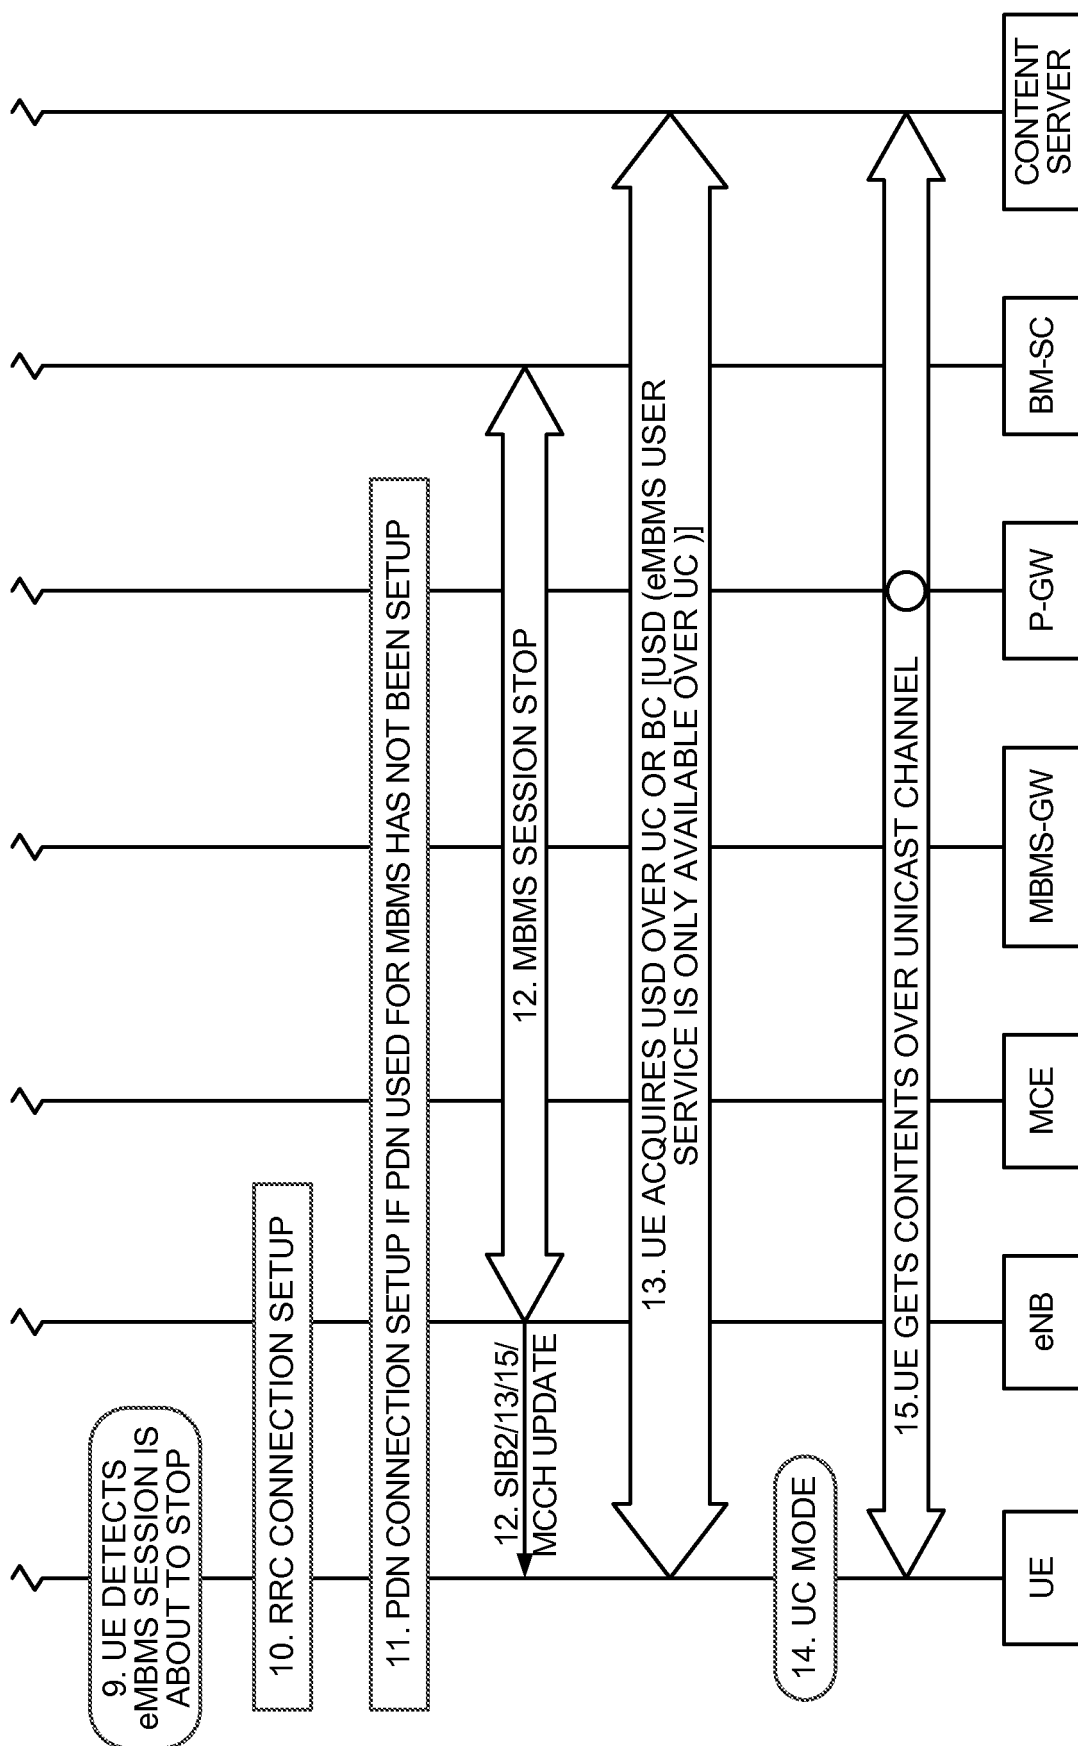 9. UE DETECTS
eMBMS SESSION IS
ABOUT TO STOP
10. RRC CONNECTION SETUP
11. PDN CONNECTION SETUP IF PDN USED FOR MBMS HAS NOT BEEN SETUP
12. SIB2/13/15/
MCCH UPDATE
12. MBMS SESSION STOP
13. UE ACQUIRES USD OVER UC OR BC [USD (eMBMS USER
SERVICE IS ONLY AVAILABLE OVER UC )]
14. UC MODE
15.UE GETS CONTENTS OVER UNICAST CHANNEL
UE
eNB
MCE
MBMS-GW
P-GW
BM-SC
CONTENT
SERVER